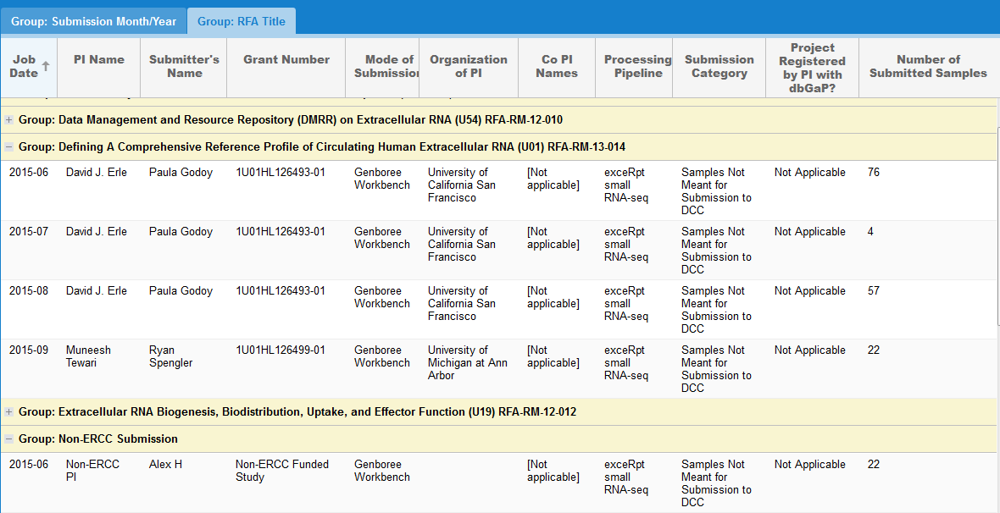 Group: Submission Month/Year
Group: RFA Title
Job Date
PI Name
Submitter's Name
Grant Number
Mode of Submission
Organization of PI
Co PI Names
Processing Pipeline
Submission Category
Project Registered by PI with dbGaP?
Number of Submitted Samples
Group: Data Management and Resource Repository (DMRR) on Extracellular RNA (U54) RFA-RM-12-010
Group: Defining A Comprehensive Reference Profile of Circulating Human Extracellular RNA (U01) RFA-RM-13-014
2015-06 David J. Erle Paula Godoy 1U01HL126493-01 Genboree University of [Not exceRpt Samples Not Not Applicable 76
Workbench California San applicable] small Meant for
Francisco RNA-seq Submission to
DCC
2015-07 David J. Erle Paula Godoy 1U01HL126493-01 Genboree University of [Not exceRpt Samples Not Not Applicable 4
Workbench California San applicable] small Meant for
Francisco RNA-seq Submission to
DCC
2015-08 David J. Erle Paula Godoy 1U01HL126493-01 Genboree University of [Not exceRpt Samples Not Not Applicable 57
Workbench California San applicable] small Meant for
Francisco RNA-seq Submission to
DCC
2015-09 Muneesh Ryan 1U01HL126499-01 Genboree University of [Not exceRpt Samples Not Not Applicable 22
Tewari Spengler Workbench Michigan at Ann applicable] small Meant for
Arbor RNA-seq Submission to
DCC
Group: Extracellular RNA Biogenesis, Biodistribution, Uptake, and Effector Function (U19) RFA-RM-12-012
Group: Non-ERCC Submission
2015-06 Non-ERCC Alex H Non-ERCC Funded Genboree [Not exceRpt Samples Not Not Applicable 22
PI Study Workbench applicable] small Meant for
RNA-seq Submission to
DCC